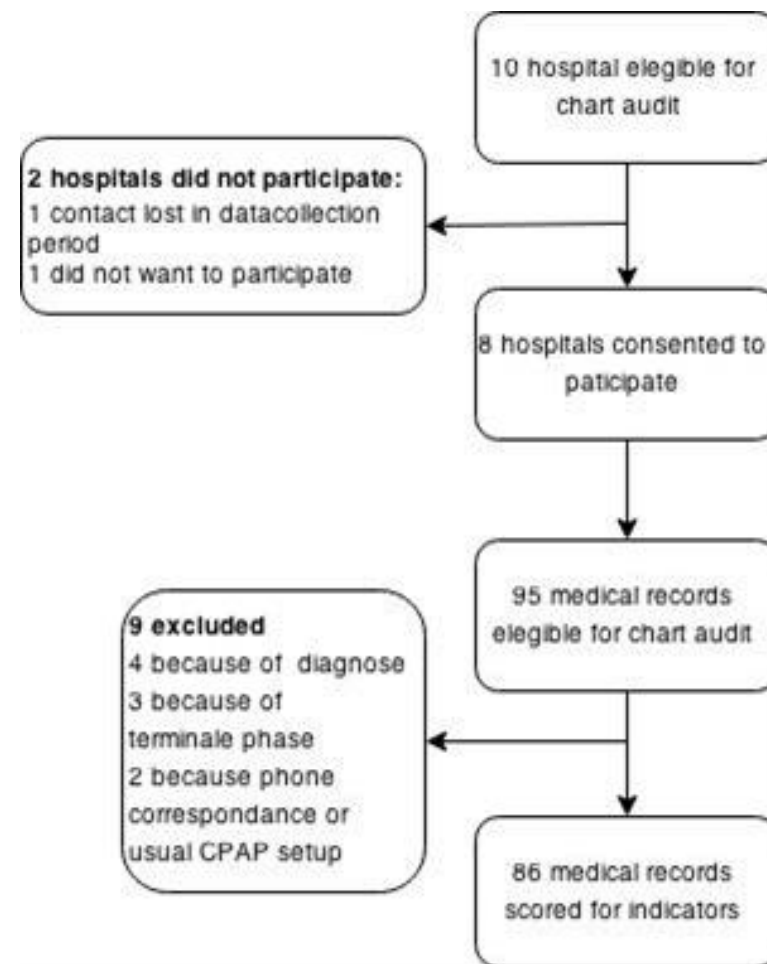 10 hospital elegible for
chart audit
2 hospitals did not participate:
1 contact lost in datacollection
period
1 did not want to participate
8 hospitals consented to
paticipate
95 medical records
elegible for chart audit
9 excluded
4 because of diagnose
3 because of
terminale phase
2 because phone
correspondance or
usual CPAP setup
86 medical records
scored for indicators